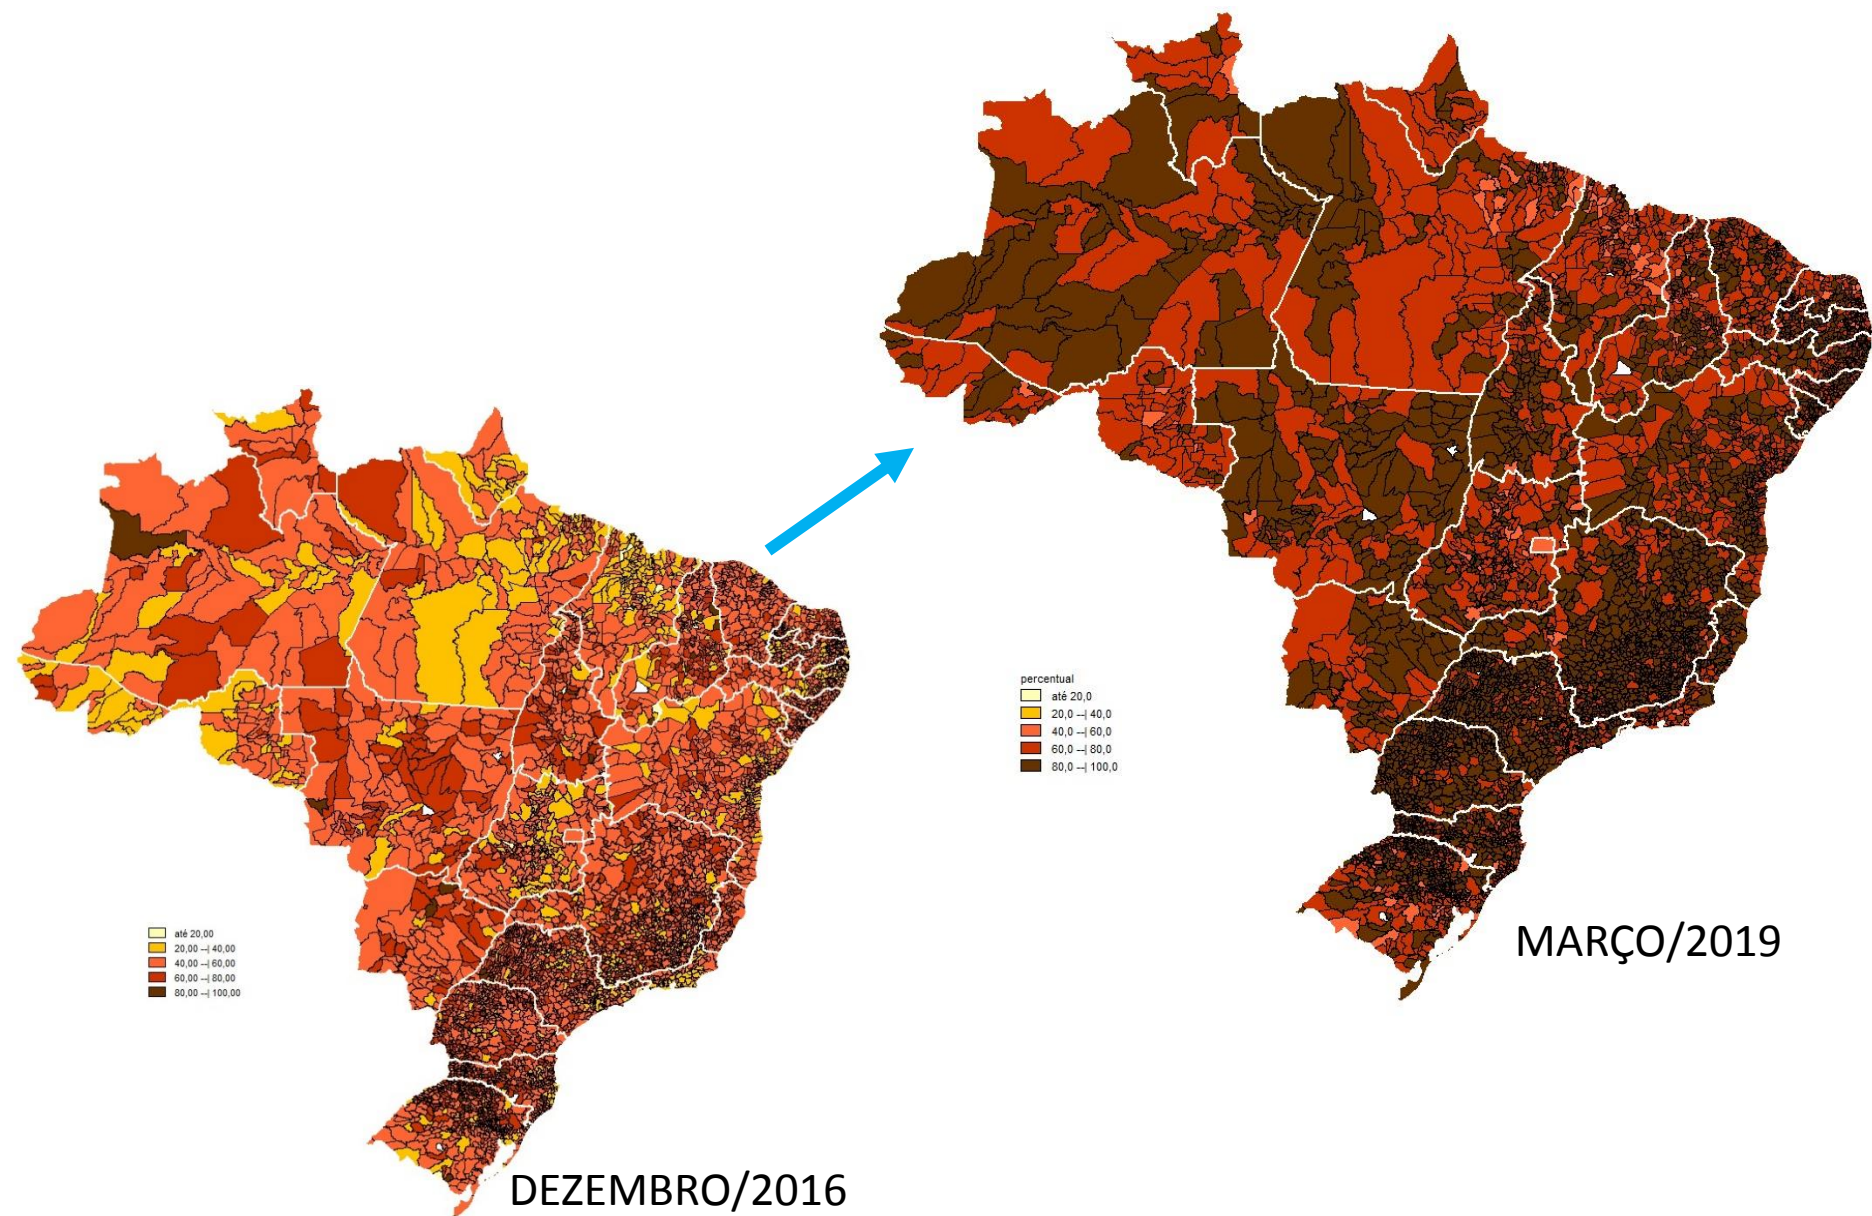 percentual
até 20,0
20,0 --| 40,0
40,0 --| 60,0
60,0 --| 80,0
80,0 --| 100,0
MARÇO/2019
até 20,00
20,00 --| 40,00
40,00 --| 60,00
60,00 --| 80,00
80,00 --| 100,00
DEZEMBRO/2016